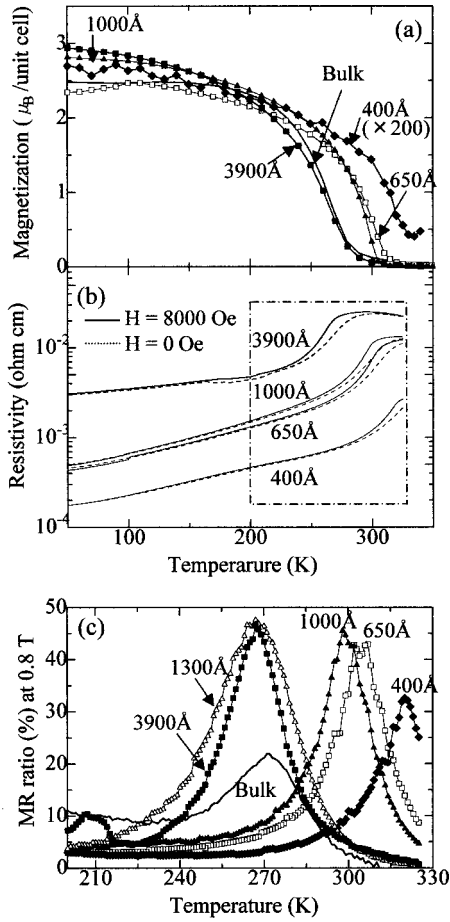 (a)
1000Å
Bulk
400Å
(×200)
3900Å
650Å
Magnetization ( μB /unit cell)
3
2
1
0
(b)
H = 8000 Oe
H = 0 Oe
3900Å
1000Å
650Å
400Å
Resistivity (ohm cm)
10-2
10-3
10-4
100
200
300
Temperarure (K)
(c)
1000Å
650Å
400Å
1300Å
3900Å
Bulk
MR ratio (%) at 0.8 T
50
40
30
20
10
0
210
240
270
300
330
Temperature (K)